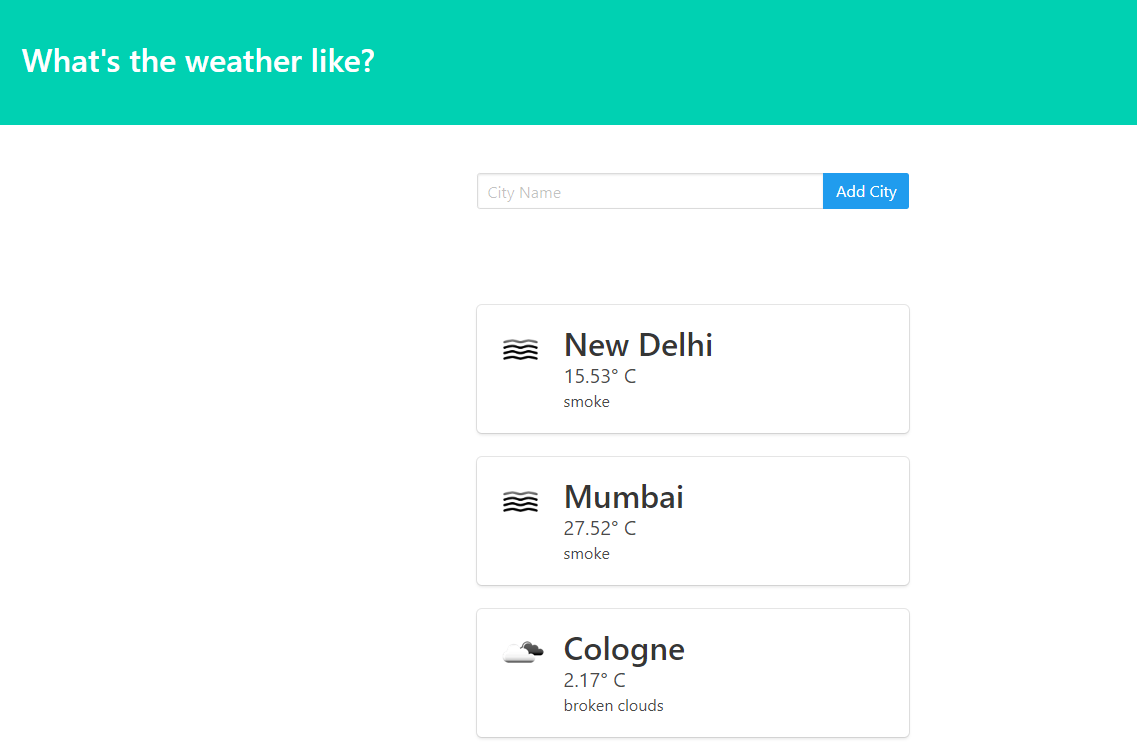 What's the weather like?
City Name
Add City
New Delhi
15.53° C
smoke
Mumbai
27.52° C
smoke
Cologne
2.17° C
broken clouds